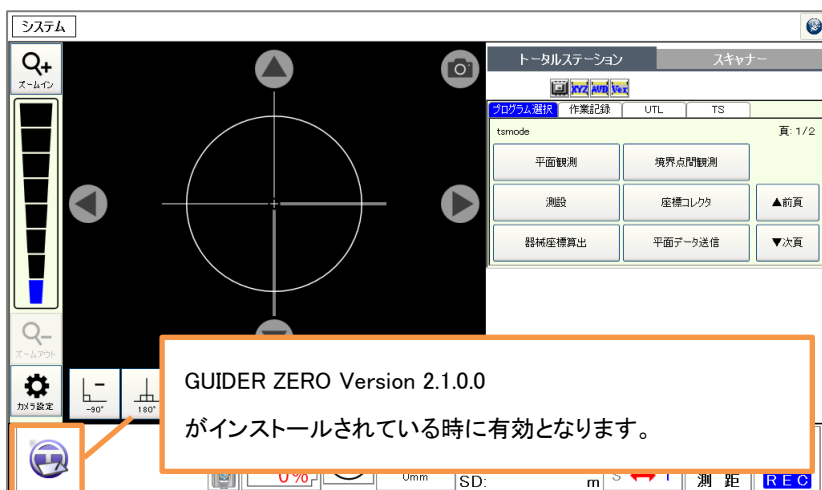 システム
ズームイン
トータルステーション
スキャナー
XYZ AVD Vex
プログラム選択 作業記録 UTL TS
tsmode 頁: 1/2
平面観測 境界点間観測
測設 座標コレクタ ▲前頁
器械座標算出 平面データ送信 ▼次頁
ズームアウト
カメラ設定
-90° 180°
GUIDER ZERO Version 2.1.0.0
がインストールされている時に有効となります。
0% 0mm SD: m S T 測 距 REC